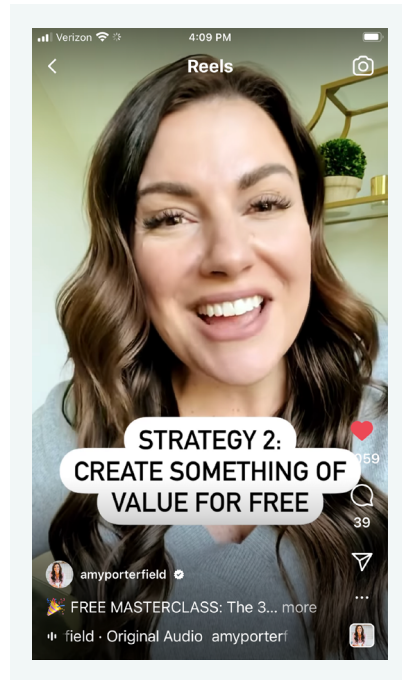 Verizon 4:09 PM
Reels
STRATEGY 2:
CREATE SOMETHING OF
VALUE FOR FREE
39
amyporterfield
🎉 FREE MASTERCLASS: The 3... more
field · Original Audio amyporterf